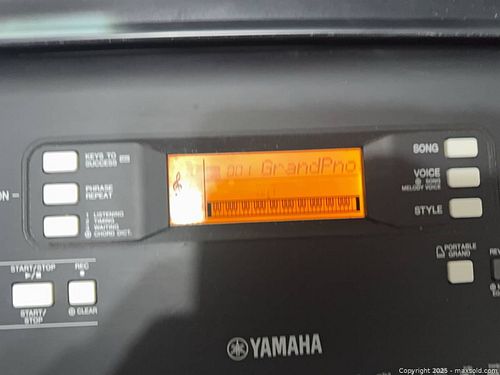 KEYS TO
SUCCESS
PHRASE
REPEAT
1 LISTENING
2 TIMING
3 WAITING
CHORD DICT.
ON
001 GrandPno
SONG
VOICE
SONG
MELODY VOICE
STYLE
PORTABLE
GRAND
START/STOP
REC
START/
STOP
CLEAR
YAMAHA
Copyright 2025 - maxsold.com